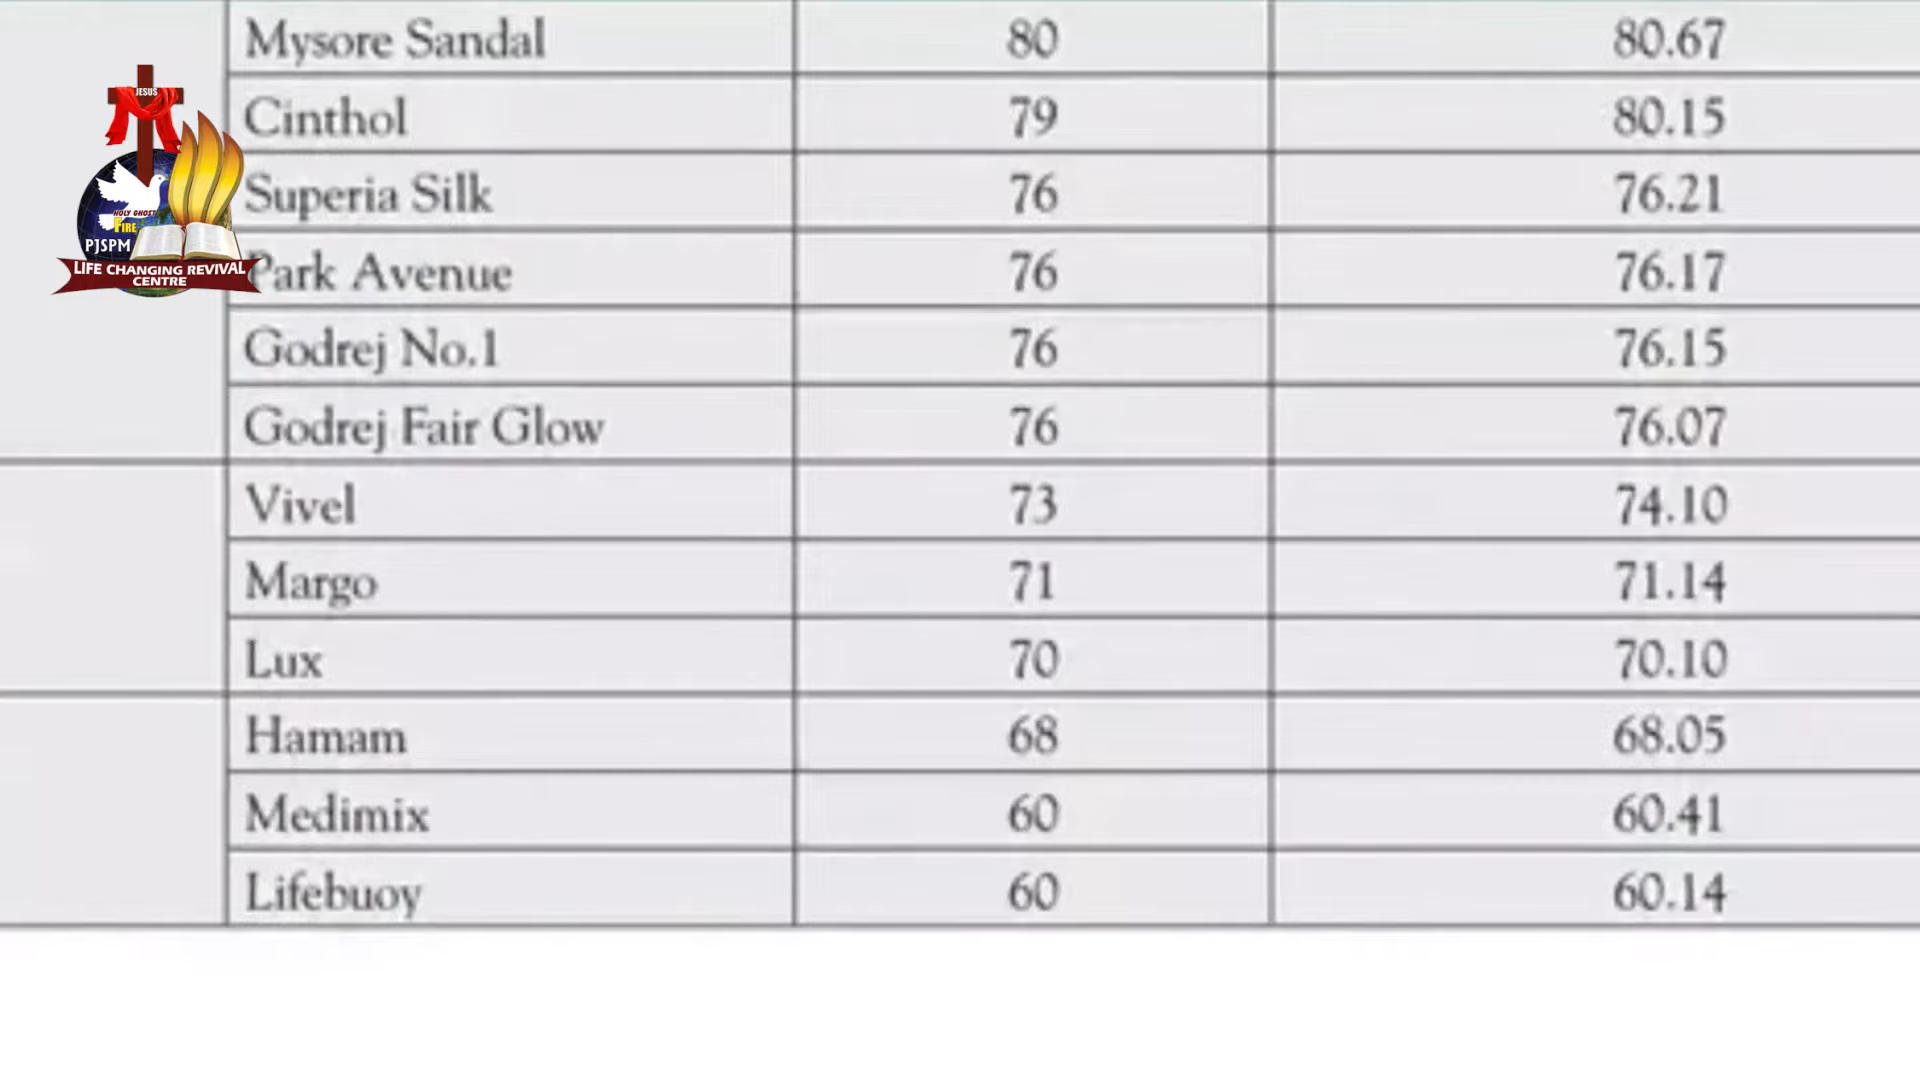 Mysore Sandal 80 80.67
Cinthol 79 80.15
Superia Silk 76 76.21
Park Avenue 76 76.17
Godrej No.1 76 76.15
Godrej Fair Glow 76 76.07
Vivel 73 74.10
Margo 71 71.14
Lux 70 70.10
Hamam 68 68.05
Medimix 60 60.41
Lifebuoy 60 60.14
JESUS
HOLY GHOST
FIRE
PJSPM
LIFE CHANGING REVIVAL
CENTRE